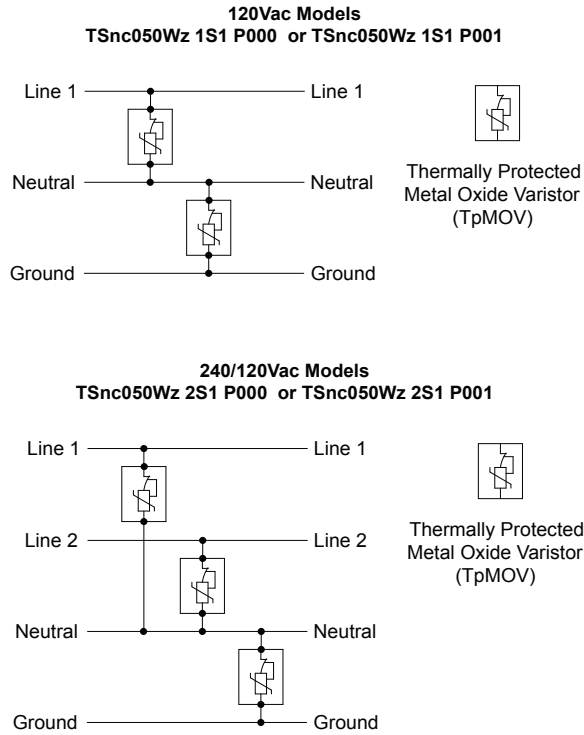 120Vac Models
TSnc050Wz 1S1 P000 or TSnc050Wz 1S1 P001
Line 1 Line 1
Neutral Neutral
Ground Ground
Thermally Protected
Metal Oxide Varistor
(TpMOV)
240/120Vac Models
TSnc050Wz 2S1 P000 or TSnc050Wz 2S1 P001
Line 1 Line 1
Line 2 Line 2
Neutral Neutral
Ground Ground
Thermally Protected
Metal Oxide Varistor
(TpMOV)